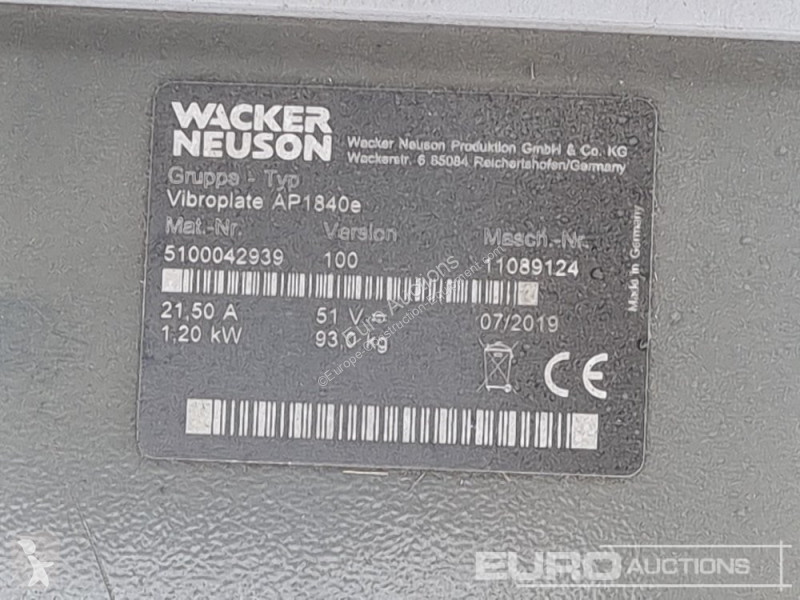 WACKER
NEUSON
Wacker Neuson Produktion GmbH & Co. KG
Wackerstr. 6 85084 Reichertshofen/Germany
Gruppe - Typ
Vibroplate AP1840e
Mat.-Nr. Version Masch.-Nr.
5100042939 100 11089124
21,50 A 51 V 07/2019
1,20 kW 93,0 kg
CE
Made in Germany
Euro Auctions
EURO AUCTIONS